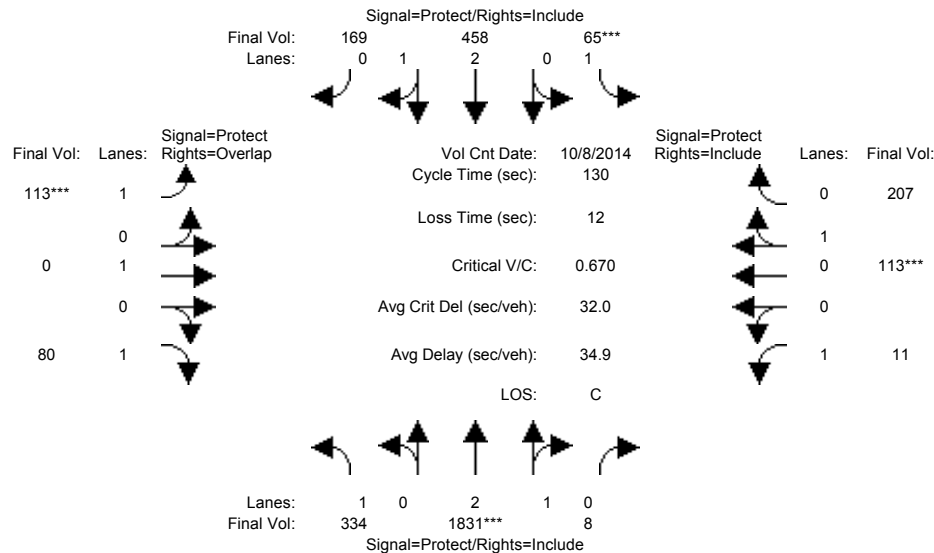 Signal=Protect/Rights=Include
Final Vol: 169 458 65***
Lanes: 0 1 2 0 1
Signal=Protect
Final Vol: Lanes: Rights=Overlap
Vol Cnt Date: 10/8/2014
Signal=Protect
Rights=Include Lanes: Final Vol:
Cycle Time (sec): 130
113*** 1
0 207
Loss Time (sec): 12
0
1
0 1
Critical V/C: 0.670
0 113***
0
Avg Crit Del (sec/veh): 32.0
0
80 1
Avg Delay (sec/veh): 34.9
1 11
LOS: C
Lanes: 1 0 2 1 0
Final Vol: 334 1831*** 8
Signal=Protect/Rights=Include